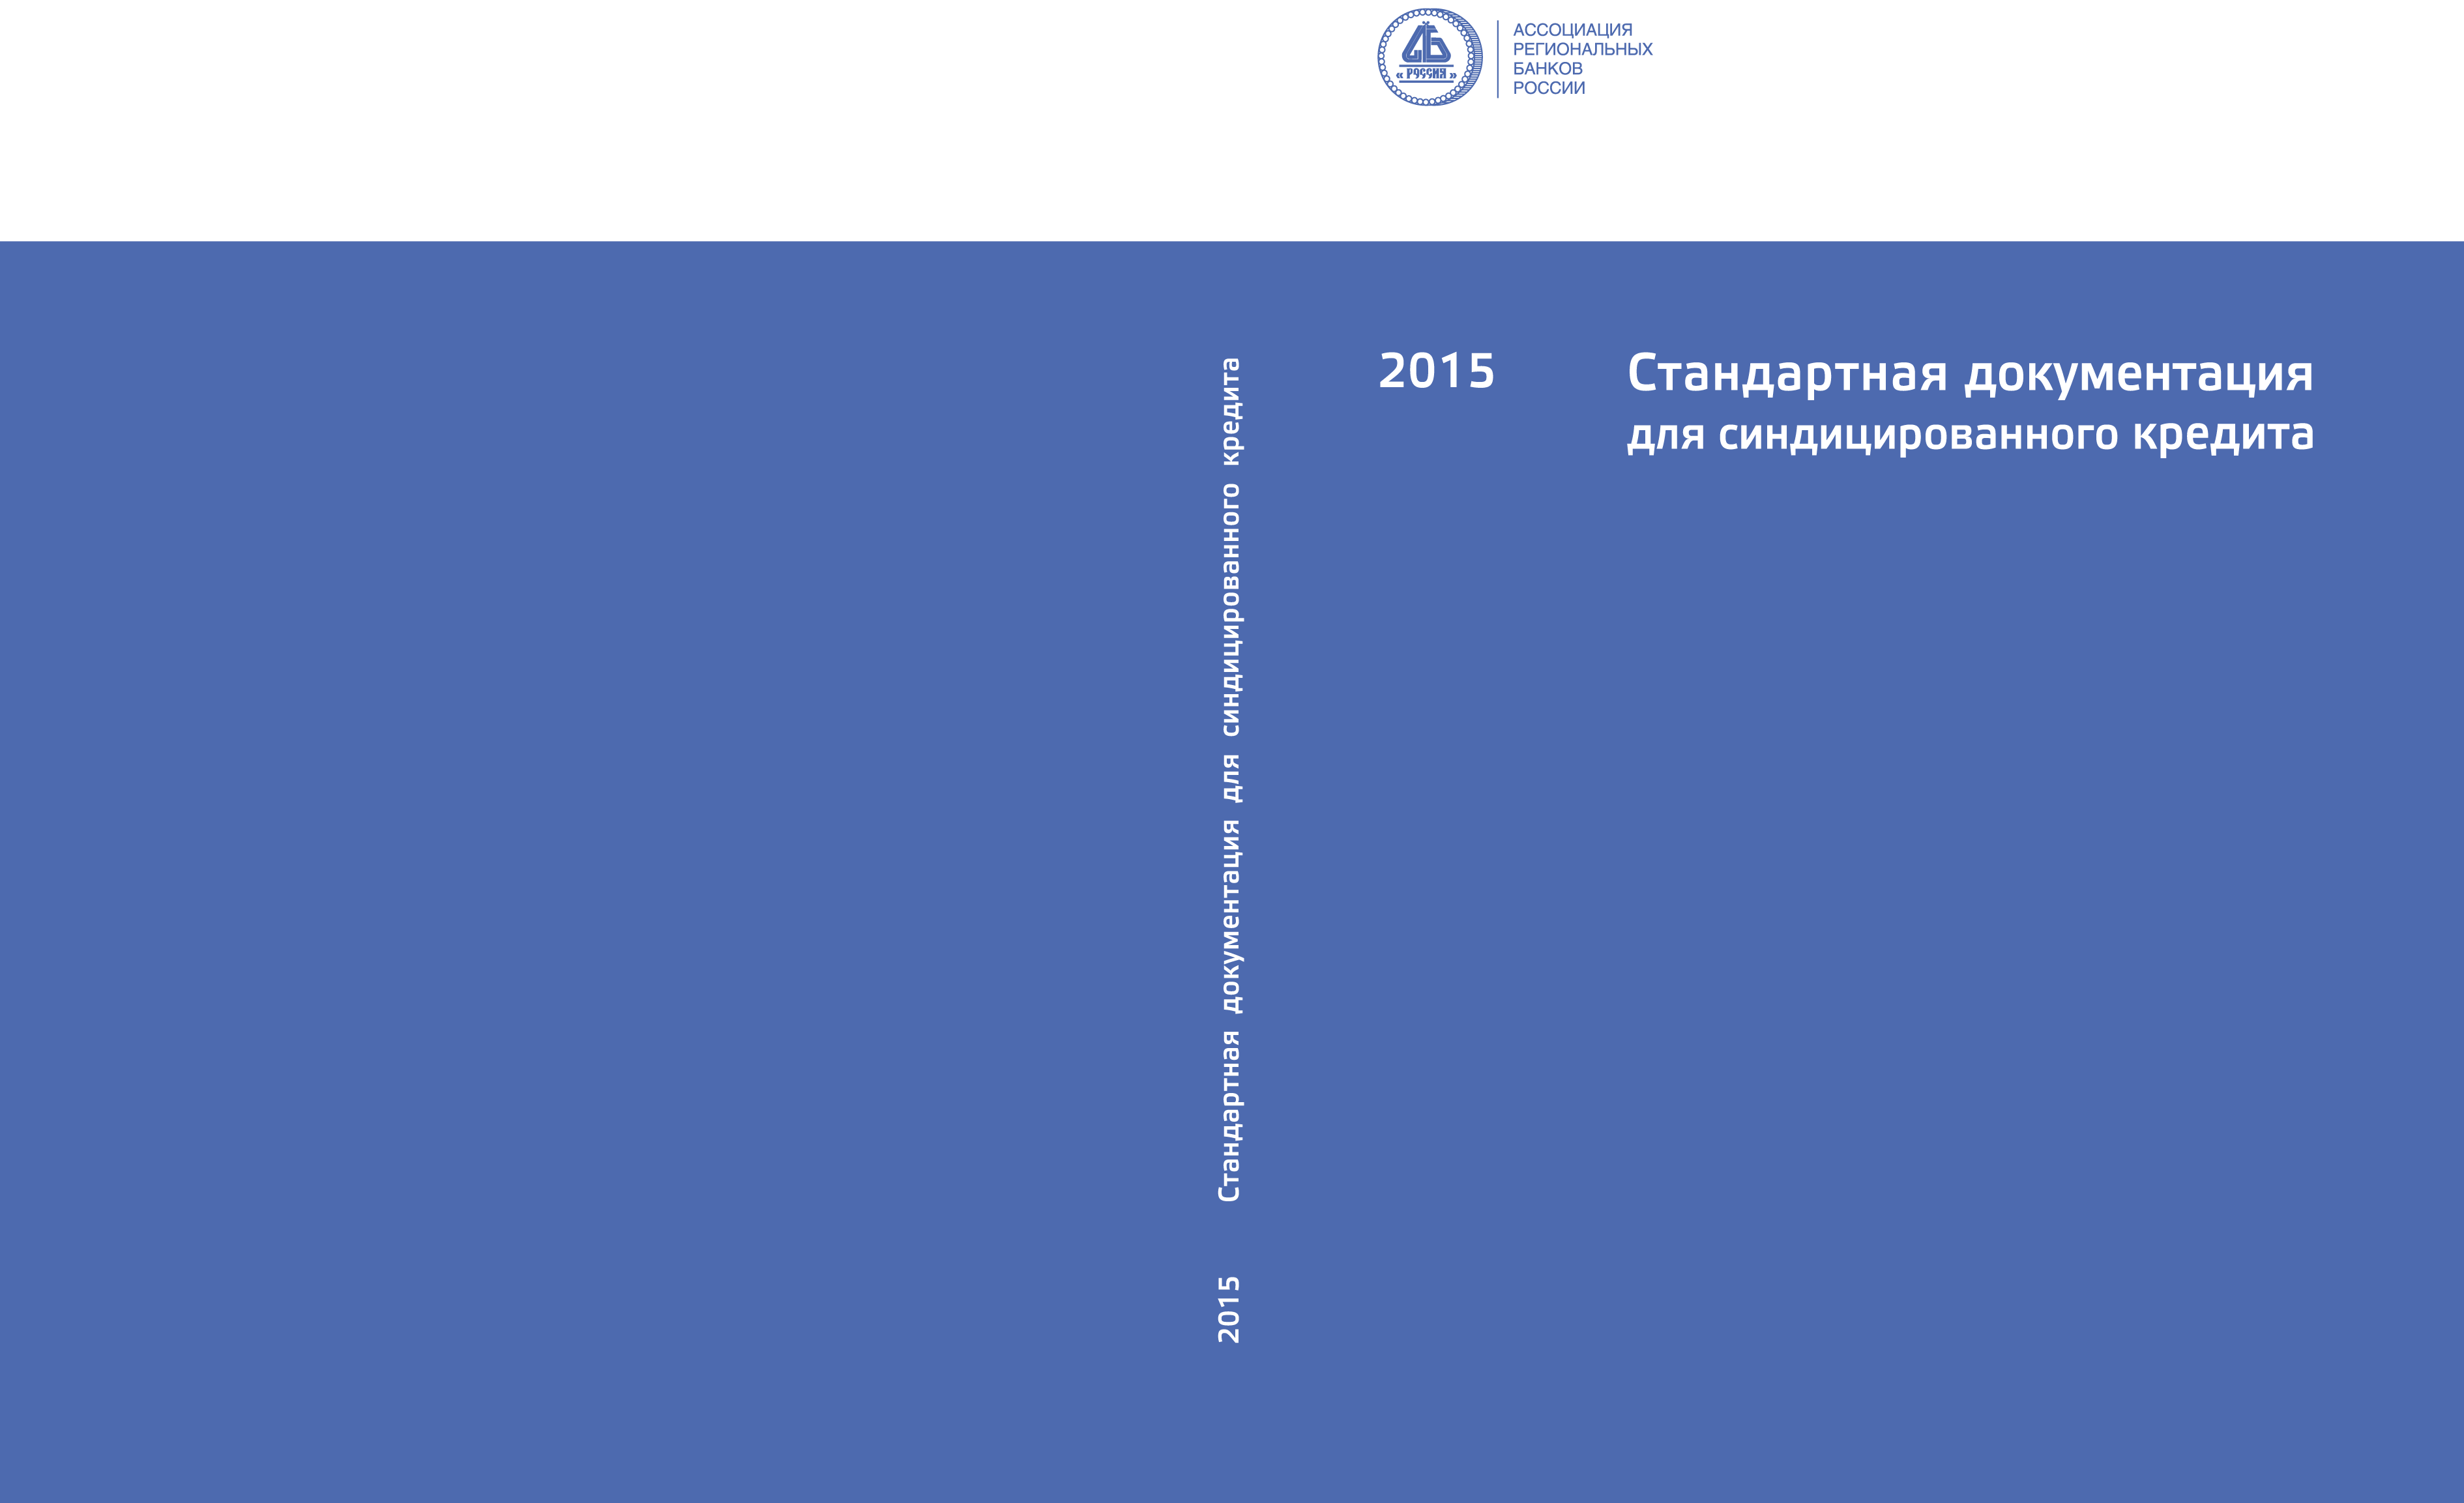 « РОССИЯ »
АССОЦИАЦИЯ
РЕГИОНАЛЬНЫХ
БАНКОВ
РОССИИ
2015
Стандартная документация
для синдицированного кредита
2015 Стандартная документация для синдицированного кредита